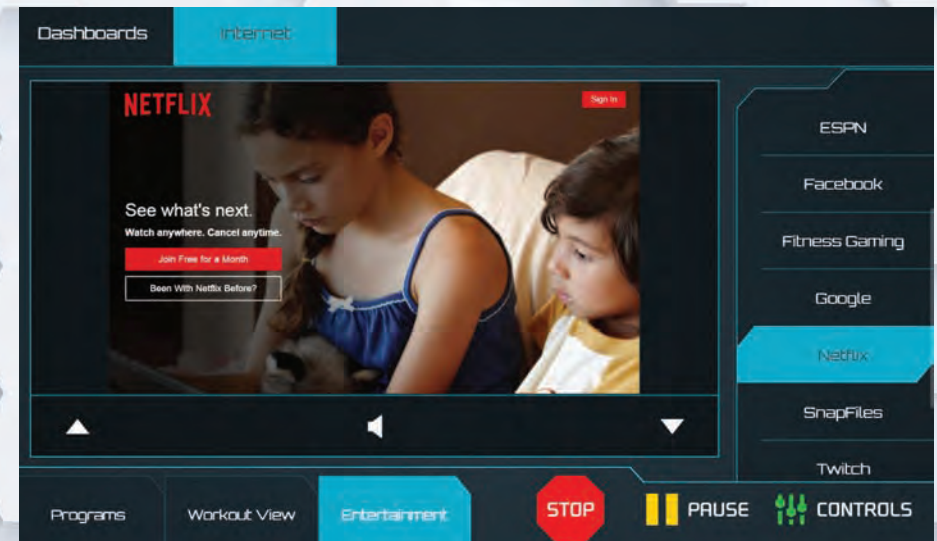 Dashboards
Internet
NETFLIX
Sign In
See what's next.
Watch anywhere. Cancel anytime.
Join Free for a Month
Been With Netflix Before?
ESPN
Facebook
Fitness Gaming
Google
Netflix
SnapFiles
Twitch
Programs
Workout View
Entertainment
STOP
PAUSE
CONTROLS